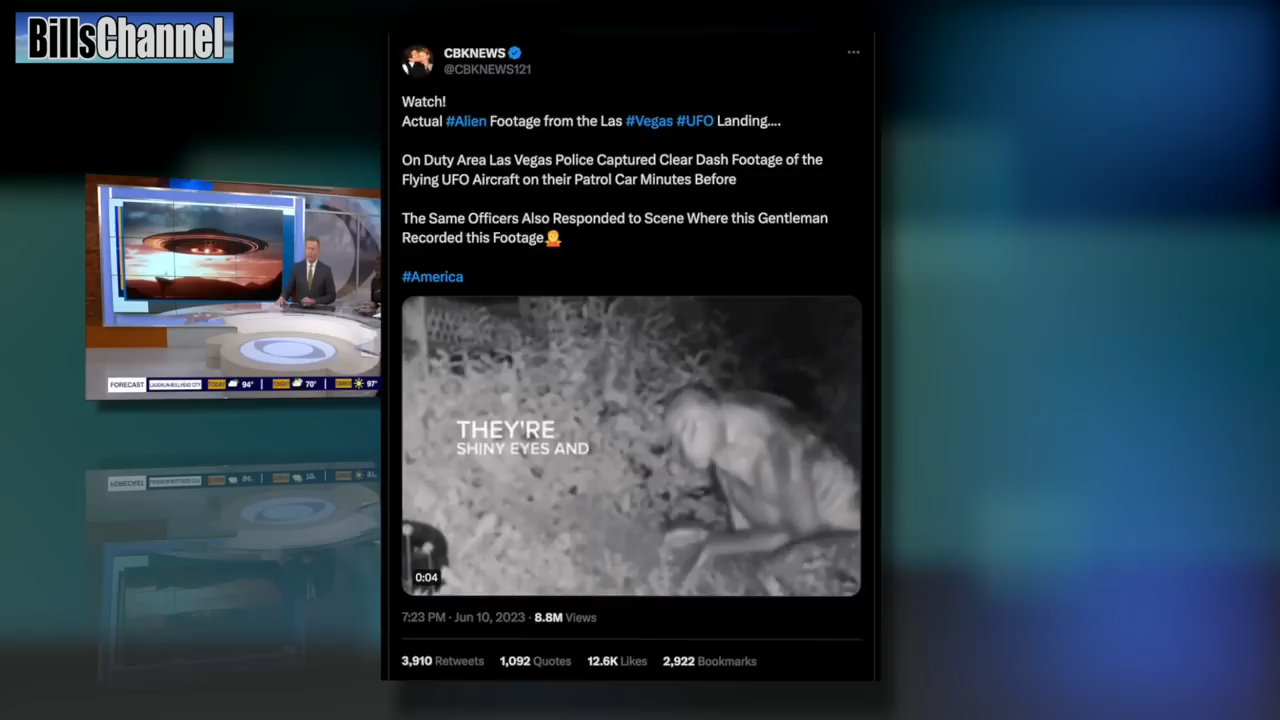 BillsChannel
CBKNEWS
@CBKNEWS121
Watch!
Actual #Alien Footage from the Las #Vegas #UFO Landing....
On Duty Area Las Vegas Police Captured Clear Dash Footage of the
Flying UFO Aircraft on their Patrol Car Minutes Before
The Same Officers Also Responded to Scene Where this Gentleman
Recorded this Footage
#America
THEY'RE
SHINY EYES AND
0:04
7:23 PM · Jun 10, 2023 · 8.8M Views
3,910 Retweets 1,092 Quotes 12.6K Likes 2,922 Bookmarks
FORECAST LAUGHLIN-BULLHEAD CITY TODAY 94° 70° 97°